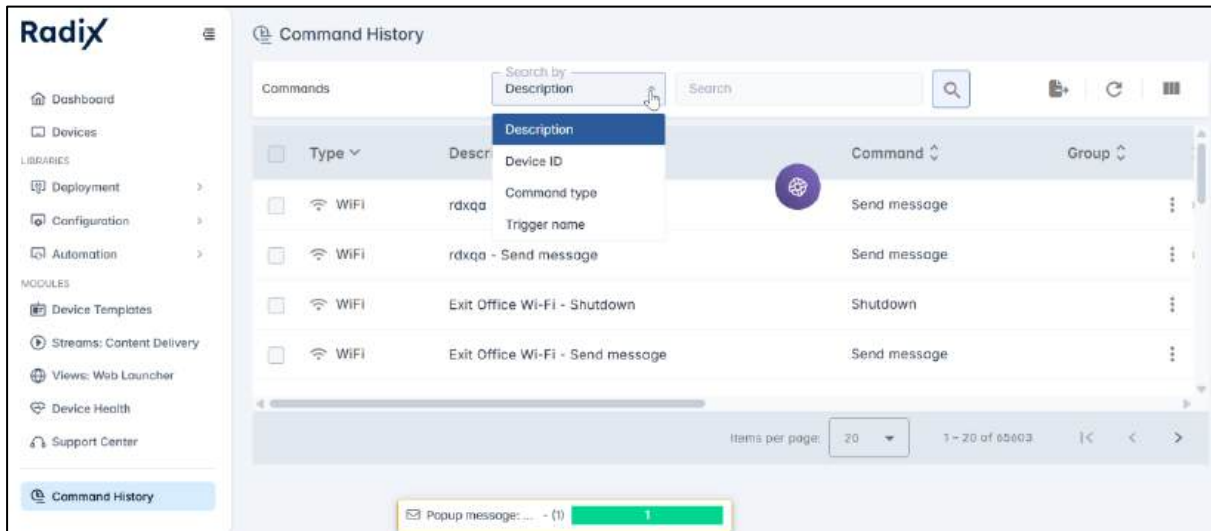 Radix
Command History
Dashboard
Devices
LIBRARIES
Deployment
Configuration
Automation
MODULES
Device Templates
Streams: Content Delivery
Views: Web Launcher
Device Health
Support Center
Command History
Commands
Search by
Description
Search
Description
Device ID
Command type
Trigger name
Type Descr Command Group
WiFi rdxqa Send message
WiFi rdxqa - Send message Send message
WiFi Exit Office Wi-Fi - Shutdown Shutdown
WiFi Exit Office Wi-Fi - Send message Send message
Items per page: 20 1 – 20 of 65603
Popup message: ... - (1) 1